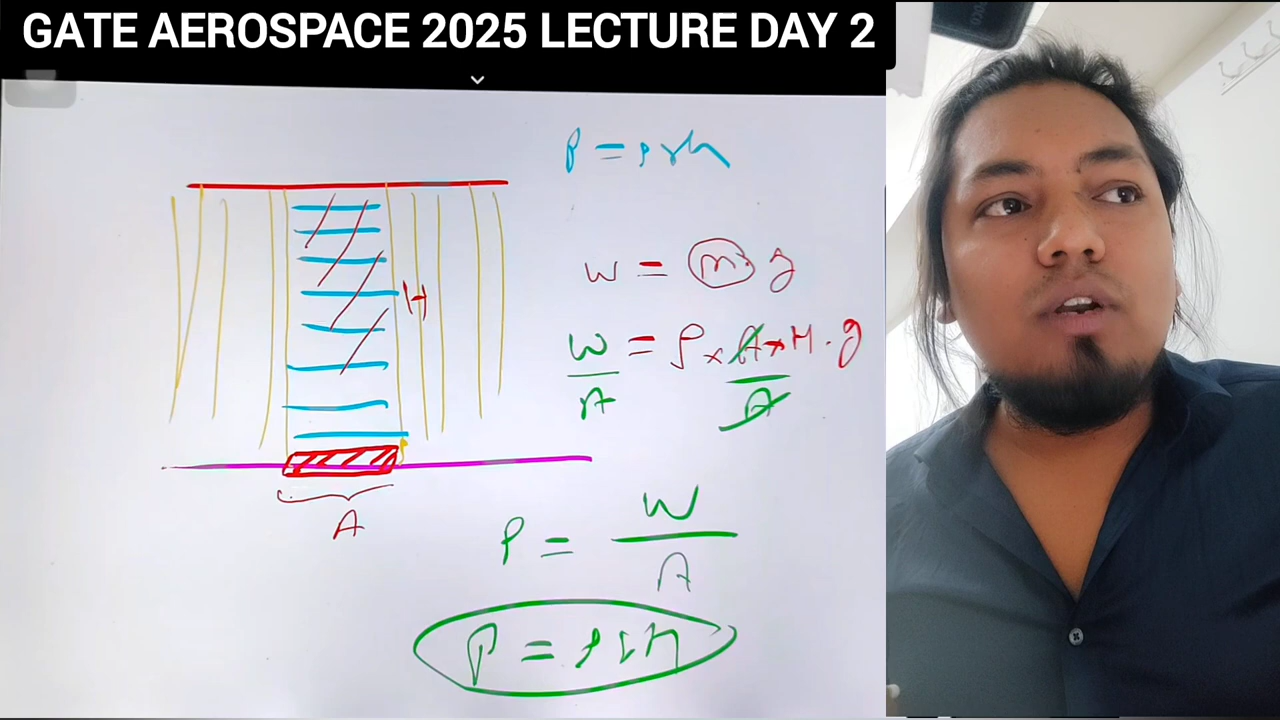 GATE AEROSPACE 2025 LECTURE DAY 2
P = ρgh
W = m · g
W/A = ρ × A × H · g / A
H
A
P = W/A
P = ρgH